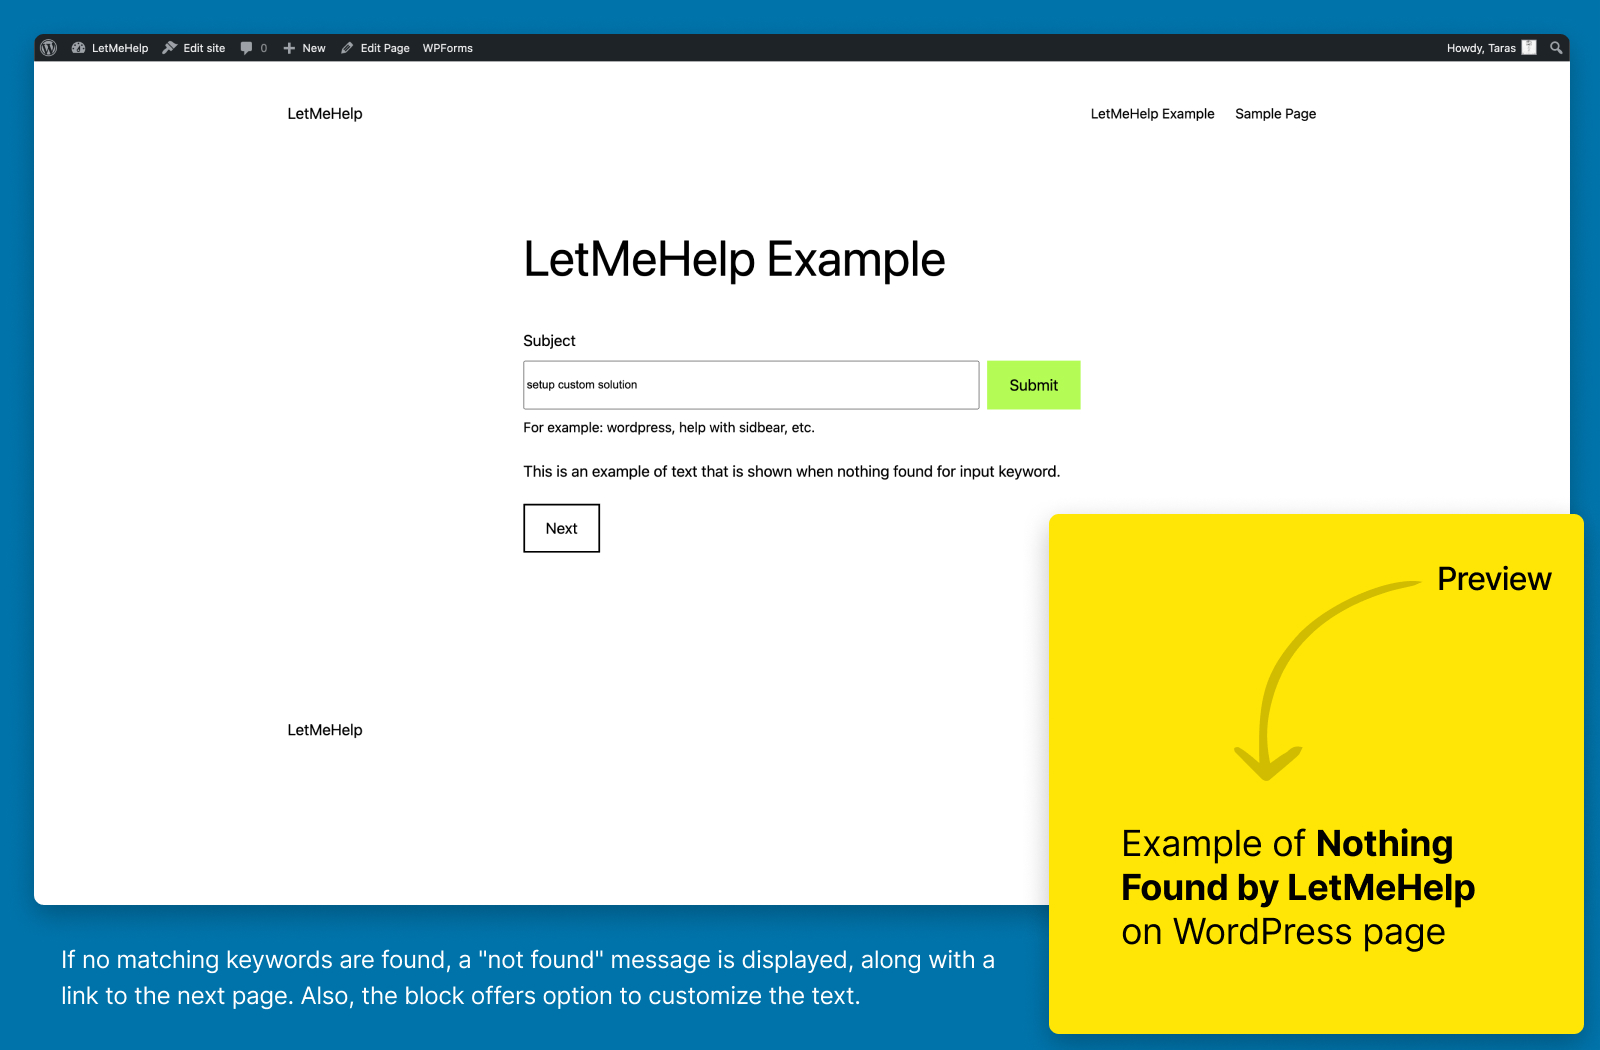 LetMeHelp Edit site 0 New Edit Page WPForms Howdy, Taras
LetMeHelp LetMeHelp Example Sample Page
LetMeHelp Example
Subject
setup custom solution Submit
For example: wordpress, help with sidbear, etc.
This is an example of text that is shown when nothing found for input keyword.
Next
LetMeHelp
Preview
Example of Nothing
Found by LetMeHelp
on WordPress page
If no matching keywords are found, a "not found" message is displayed, along with a
link to the next page. Also, the block offers option to customize the text.